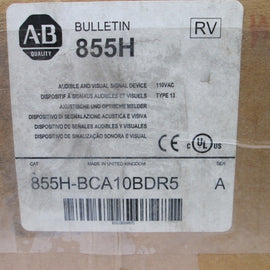 A·B
QUALITY
BULLETIN
855H
RV
AUDIBLE AND VISUAL SIGNAL DEVICE 110VAC
DISPOSITIF À SIGNAUX AUDIBLES ET VISUELS TYPE 13
AKUSTISCHE UND OPTISCHE MELDER
DISPOSITIVO DI SEGNALAZIONE ACUSTICA E VISIVA
DISPOSITIVO DE SEÑALES AUDIBLES Y VISUALES
DISPOSITIVO DE SINALIZAÇÃO SONORA E VISUAL
C UL US
CE
CAT MADE IN UNITED KINGDOM SER
855H-BCA10BDR5 A